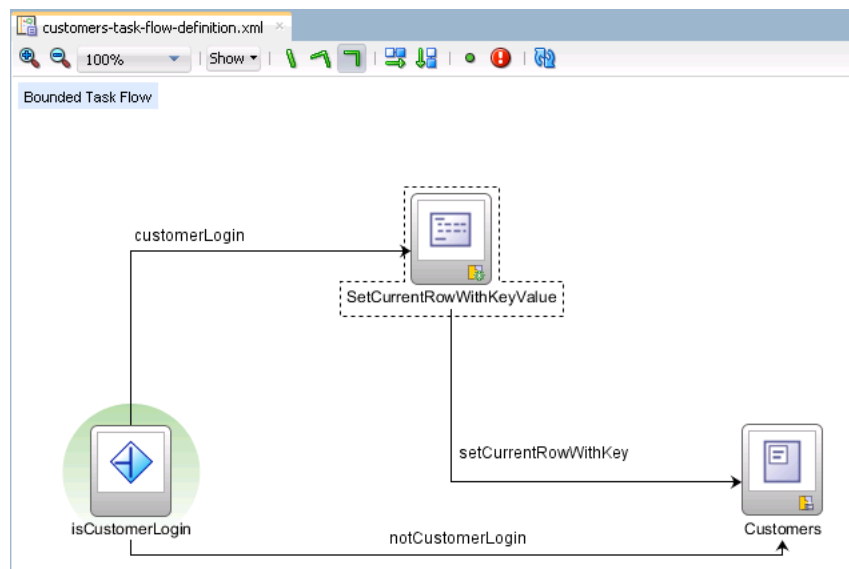 customers-task-flow-definition.xml
100%
Show
Bounded Task Flow
customerLogin
SetCurrentRowWithKeyValue
setCurrentRowWithKey
isCustomerLogin
Customers
notCustomerLogin